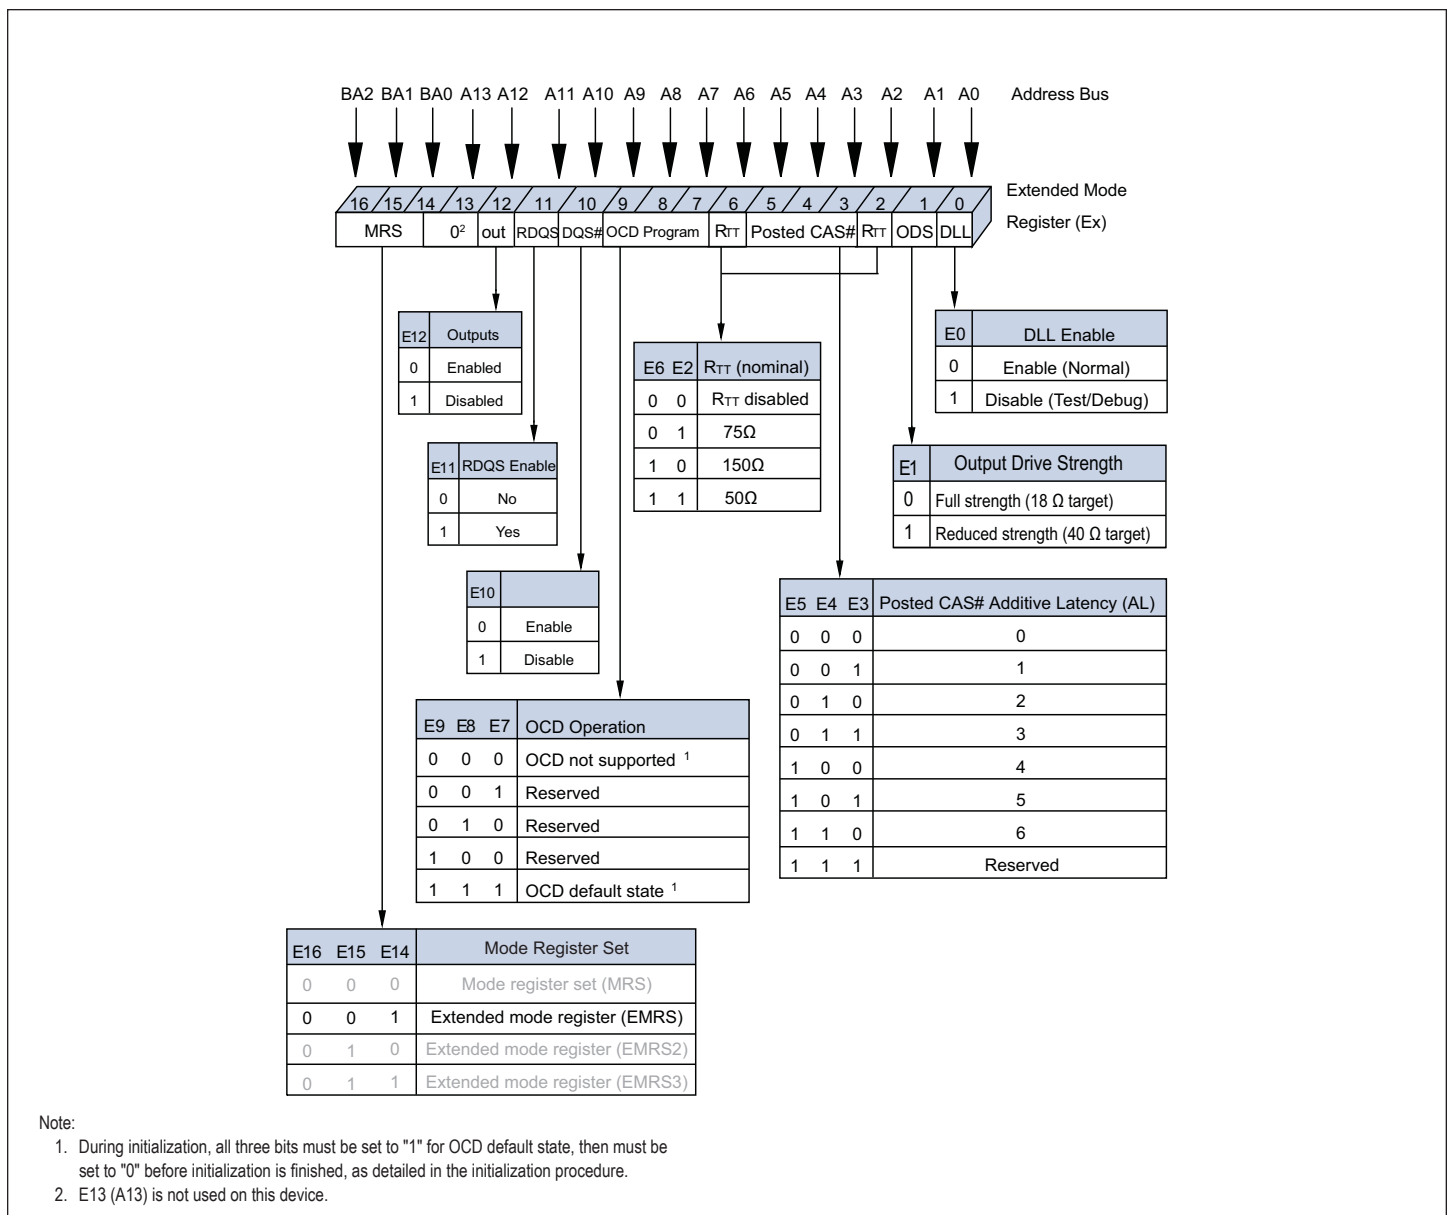 BA2 BA1 BA0 A13 A12 A11 A10 A9 A8 A7 A6 A5 A4 A3 A2 A1 A0 Address Bus
Extended Mode
Register (Ex)
16 15 14 13 12 11 10 9 8 7 6 5 4 3 2 1 0
MRS 0² out RDQS DQS# OCD Program RTT Posted CAS# RTT ODS DLL
E12 Outputs
0 Enabled
1 Disabled
E0 DLL Enable
0 Enable (Normal)
1 Disable (Test/Debug)
E6 E2 RTT (nominal)
0 0 RTT disabled
0 1 75Ω
1 0 150Ω
1 1 50Ω
E11 RDQS Enable
0 No
1 Yes
E1 Output Drive Strength
0 Full strength (18 Ω target)
1 Reduced strength (40 Ω target)
E10
0 Enable
1 Disable
E5 E4 E3 Posted CAS# Additive Latency (AL)
0 0 0 0
0 0 1 1
0 1 0 2
0 1 1 3
1 0 0 4
1 0 1 5
1 1 0 6
1 1 1 Reserved
E9 E8 E7 OCD Operation
0 0 0 OCD not supported ¹
0 0 1 Reserved
0 1 0 Reserved
1 0 0 Reserved
1 1 1 OCD default state ¹
E16 E15 E14 Mode Register Set
0 0 0 Mode register set (MRS)
0 0 1 Extended mode register (EMRS)
0 1 0 Extended mode register (EMRS2)
0 1 1 Extended mode register (EMRS3)
Note:
1. During initialization, all three bits must be set to "1" for OCD default state, then must be
set to "0" before initialization is finished, as detailed in the initialization procedure.
2. E13 (A13) is not used on this device.